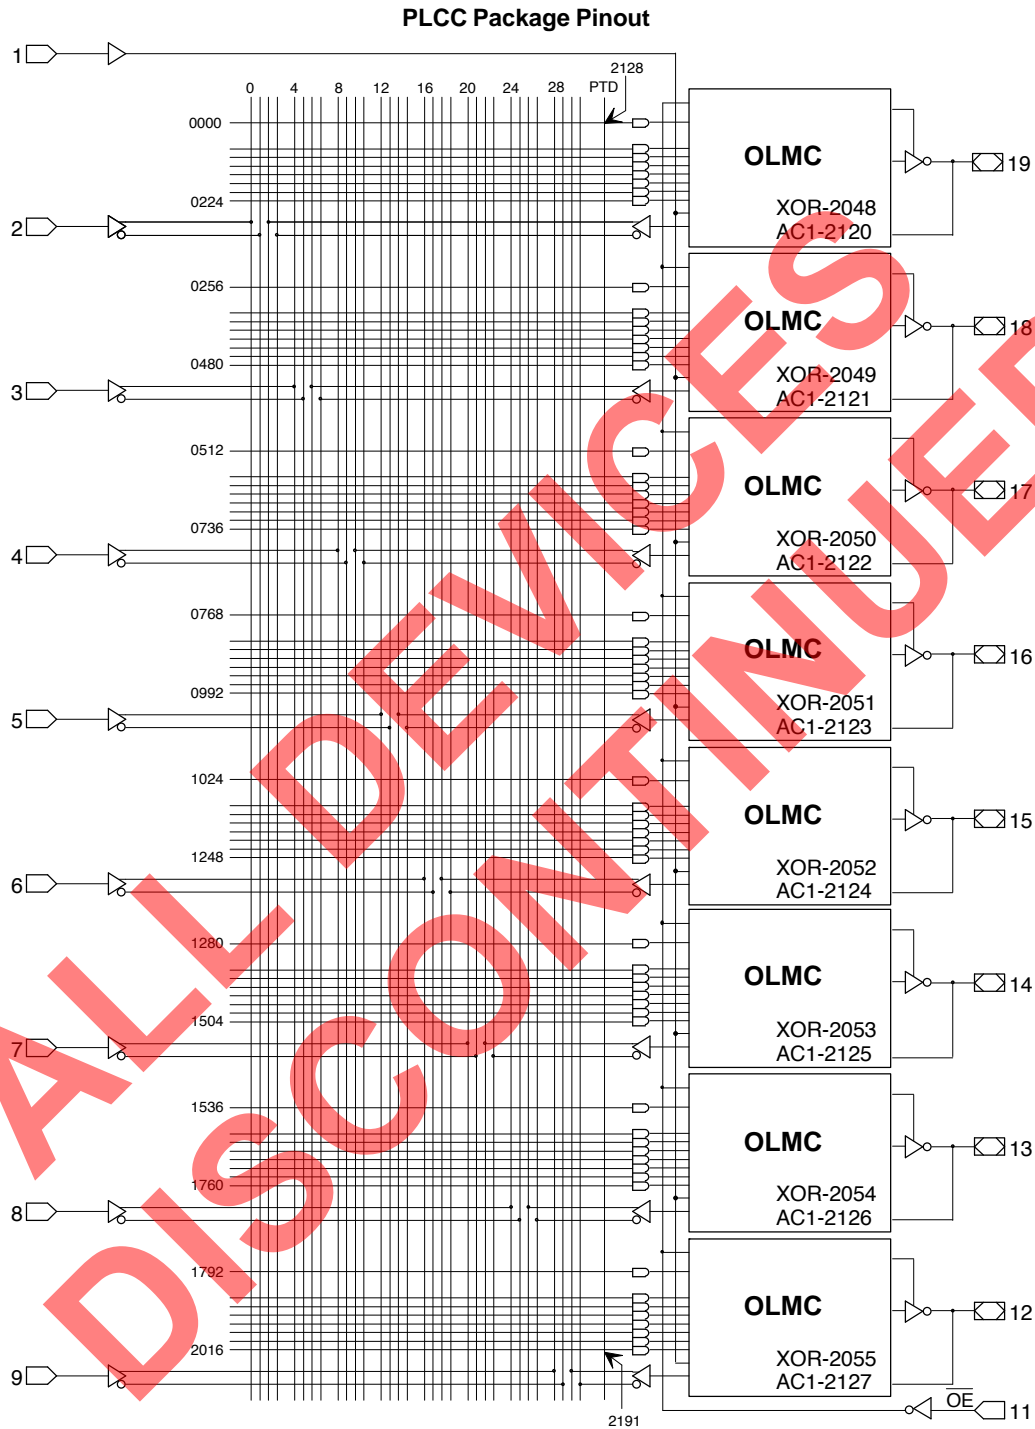 PLCC Package Pinout
1
2128
0 4 8 12 16 20 24 28 PTD
0000
OLMC
19
0224
XOR-2048
AC1-2120
2
0256
OLMC
18
0480
XOR-2049
AC1-2121
3
0512
OLMC
17
0736
XOR-2050
AC1-2122
4
0768
OLMC
16
0992
XOR-2051
AC1-2123
5
1024
OLMC
15
1248
XOR-2052
AC1-2124
6
1280
OLMC
14
1504
XOR-2053
AC1-2125
7
1536
OLMC
13
1760
XOR-2054
AC1-2126
8
1792
OLMC
12
2016
XOR-2055
AC1-2127
9
2191
OE
11
ALL DEVICES
DISCONTINUED